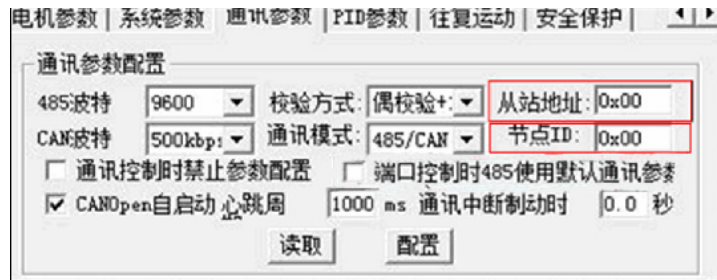 电机参数 系统参数 通讯参数 PID参数 往复运动 安全保护
通讯参数配置
485波特 9600 校验方式: 偶校验+ 从站地址: 0x00
CAN波特 500kbp 通讯模式: 485/CAN 节点ID: 0x00
通讯控制时禁止参数配置 端口控制时485使用默认通讯参数
CANOpen自启动 心跳周 1000 ms 通讯中断制动时 0.0 秒
读取 配置